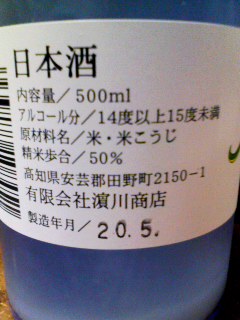 日本酒
内容量／500ml
アルコール分／14度以上15度未満
原材料名／米・米こうじ
精米歩合／50%
高知県安芸郡田野町2150-1
有限会社濵川商店
製造年月／20.5.